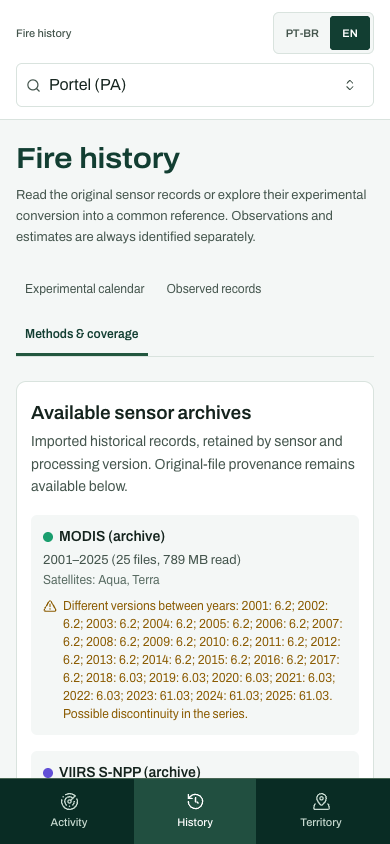 Fire history
PT-BR
EN
Portel (PA)
Fire history
Read the original sensor records or explore their experimental
conversion into a common reference. Observations and
estimates are always identified separately.
Experimental calendar
Observed records
Methods & coverage
Available sensor archives
Imported historical records, retained by sensor and
processing version. Original-file provenance remains
available below.
MODIS (archive)
2001–2025 (25 files, 789 MB read)
Satellites: Aqua, Terra
Different versions between years: 2001: 6.2; 2002:
6.2; 2003: 6.2; 2004: 6.2; 2005: 6.2; 2006: 6.2; 2007:
6.2; 2008: 6.2; 2009: 6.2; 2010: 6.2; 2011: 6.2; 2012:
6.2; 2013: 6.2; 2014: 6.2; 2015: 6.2; 2016: 6.2; 2017:
6.2; 2018: 6.03; 2019: 6.03; 2020: 6.03; 2021: 6.03;
2022: 6.03; 2023: 61.03; 2024: 61.03; 2025: 61.03.
Possible discontinuity in the series.
VIIRS S-NPP (archive)
Activity
History
Territory